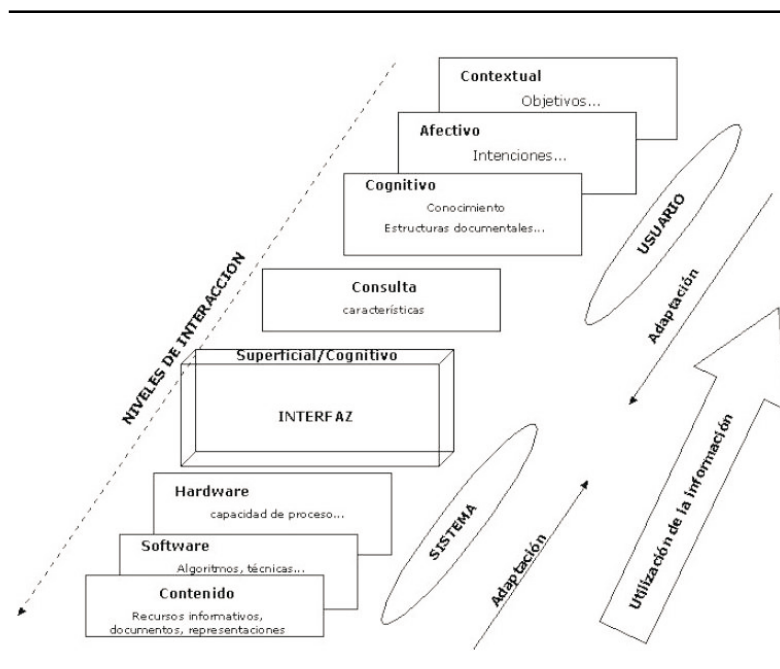 Contextual
Objetivos...
Afectivo
Intenciones...
Cognitivo
Conocimiento
Estructuras documentales...
USUARIO
Adaptación
NIVELES DE INTERACCION
Consulta
características
Superficial/Cognitivo
INTERFAZ
Hardware
capacidad de proceso...
Software
Algoritmos, técnicas...
Contenido
Recursos informativos,
documentos, representaciones
SISTEMA
Adaptación
Utilización de la información